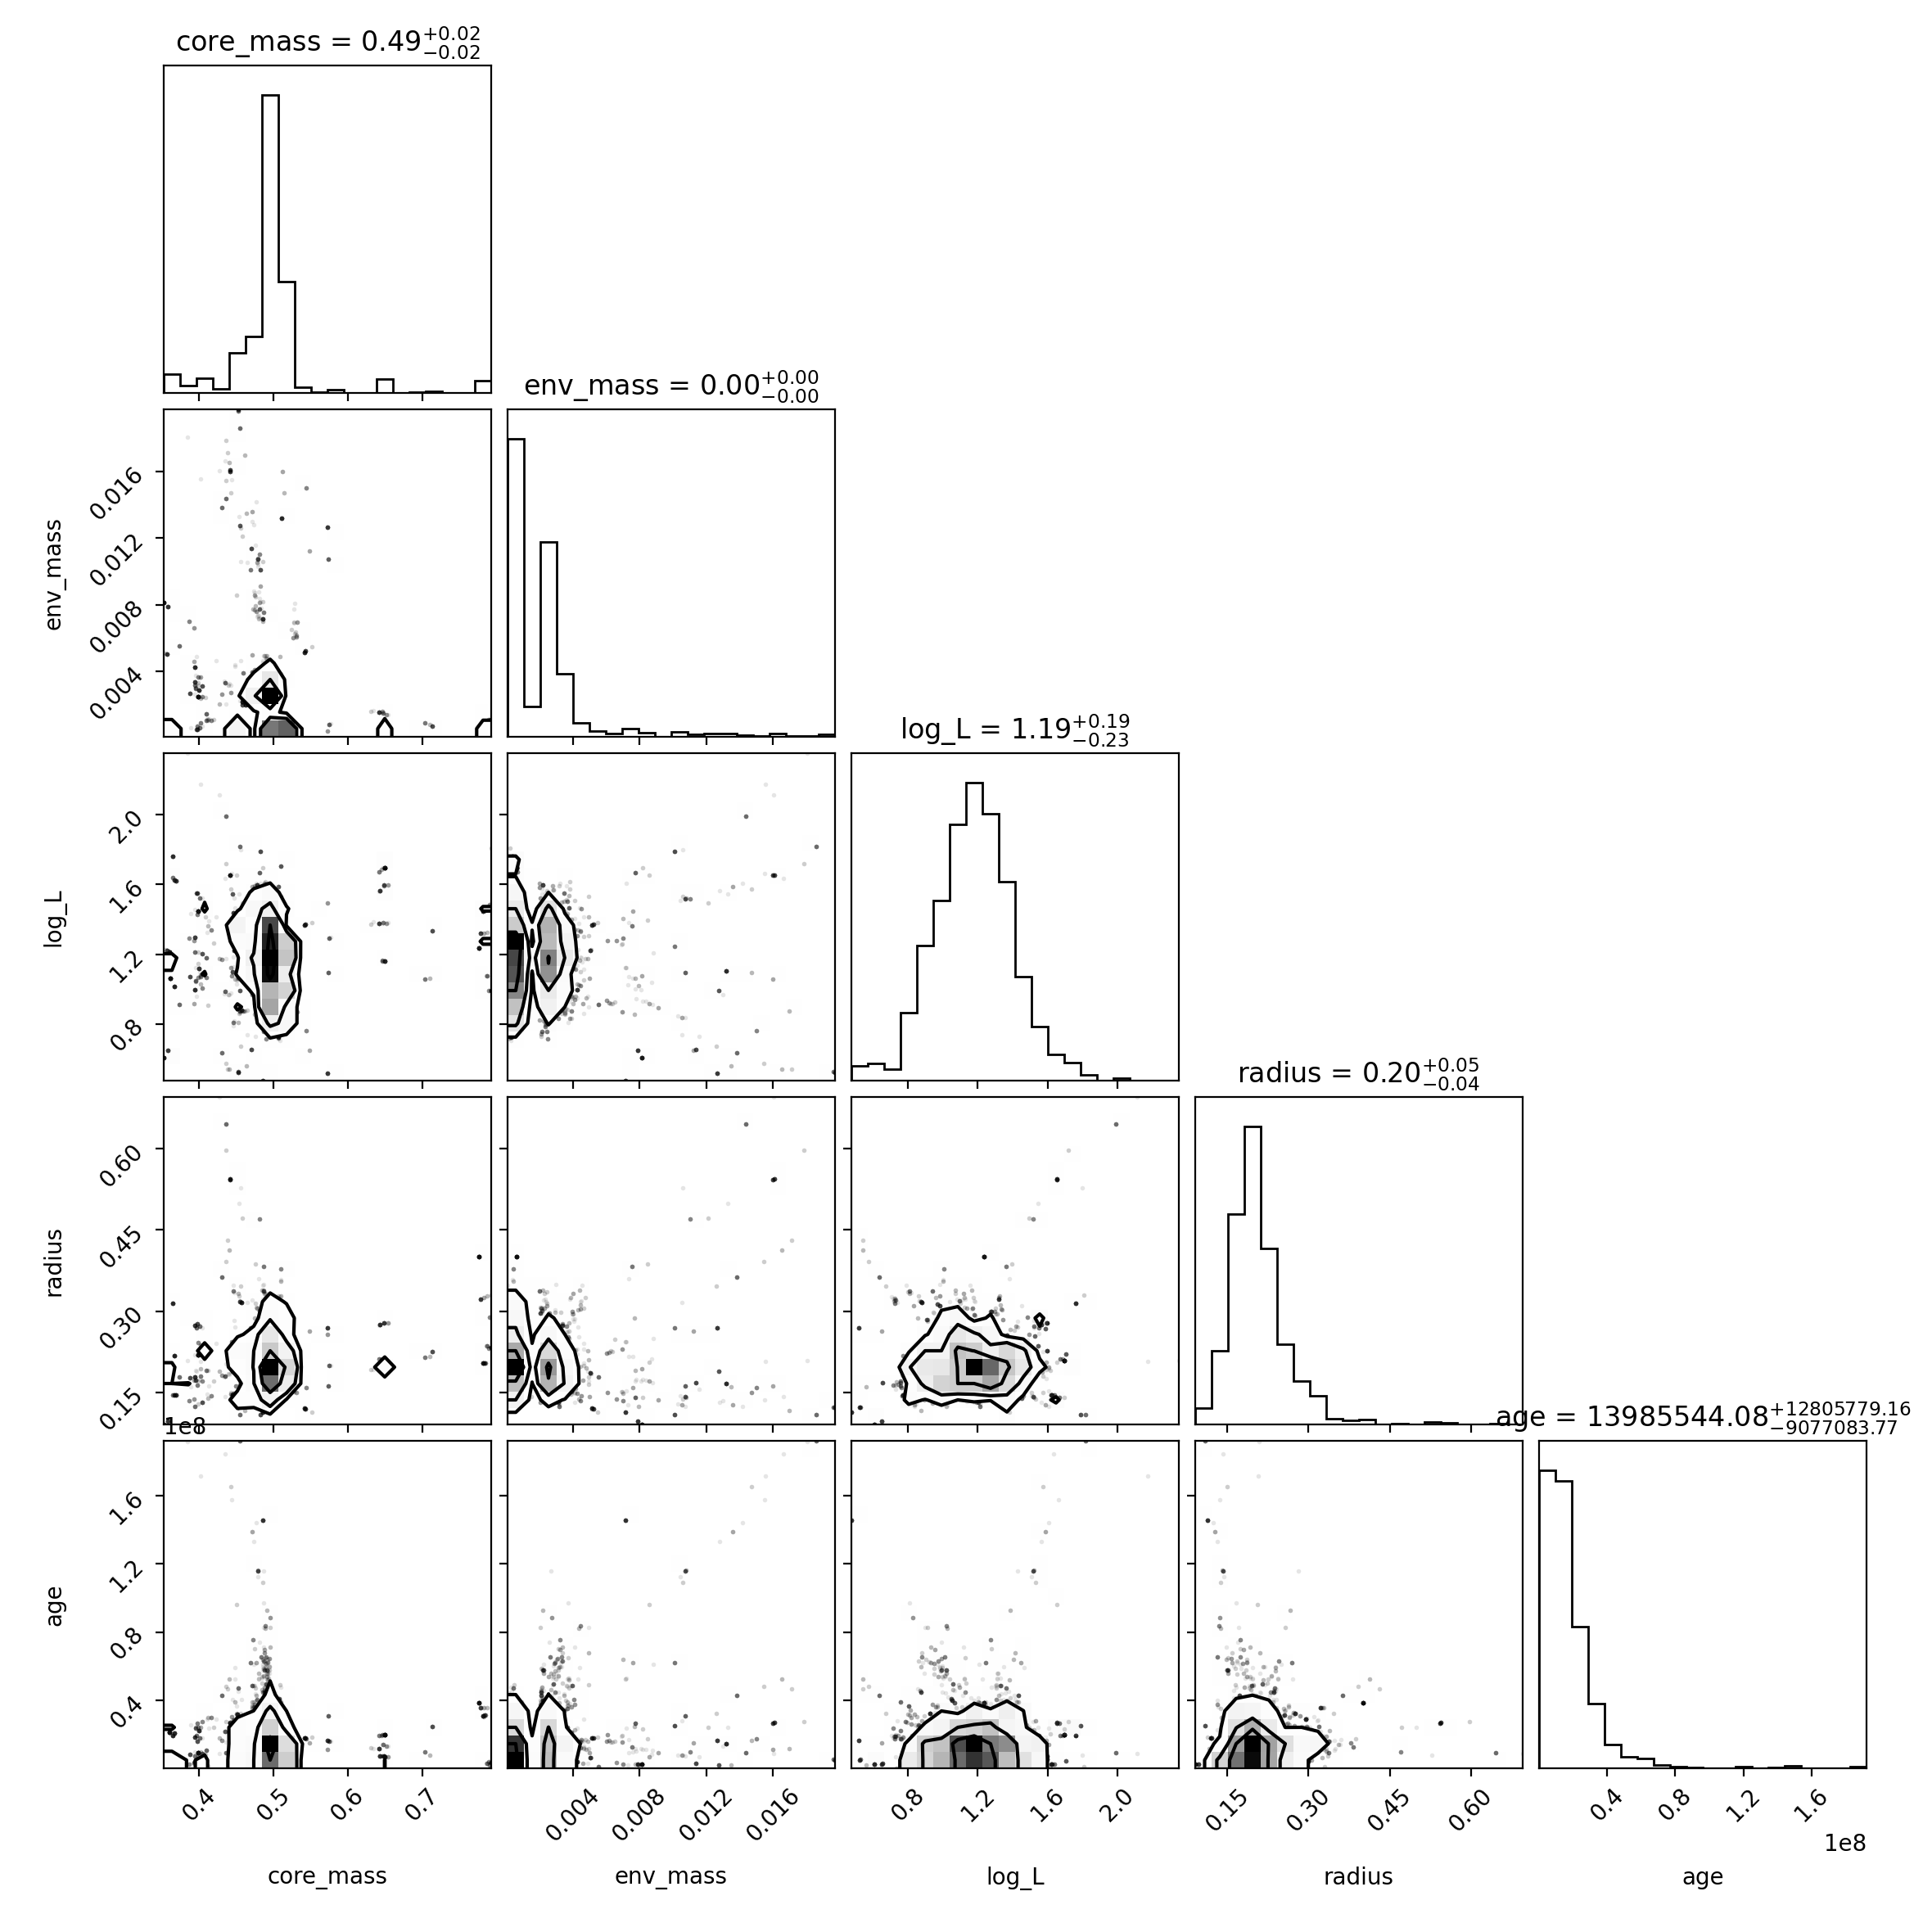 core_mass = 0.49+0.02−0.02
env_mass = 0.00+0.00−0.00
env_mass
0.016
0.012
0.008
0.004
log_L = 1.19+0.19−0.23
log_L
2.0
1.6
1.2
0.8
radius = 0.20+0.05−0.04
radius
0.60
0.45
0.30
0.15
1e8
age = 13985544.08+12805779.16−9077083.77
age
1.6
1.2
0.8
0.4
0.4 0.5 0.6 0.7 0.004 0.008 0.012 0.016 0.8 1.2 1.6 2.0 0.15 0.30 0.45 0.60 0.4 0.8 1.2 1.6
1e8
core_mass env_mass log_L radius age